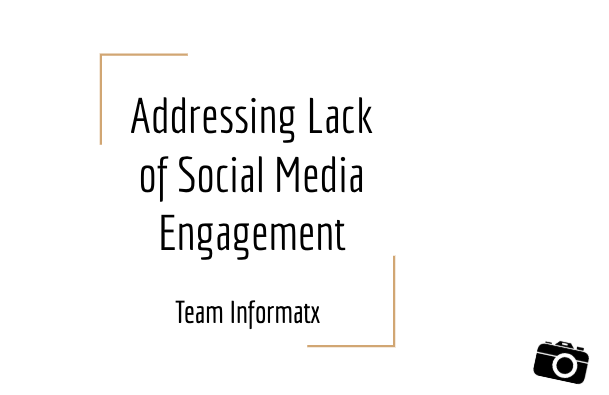 Addressing Lack
of Social Media
Engagement
Team Informatx